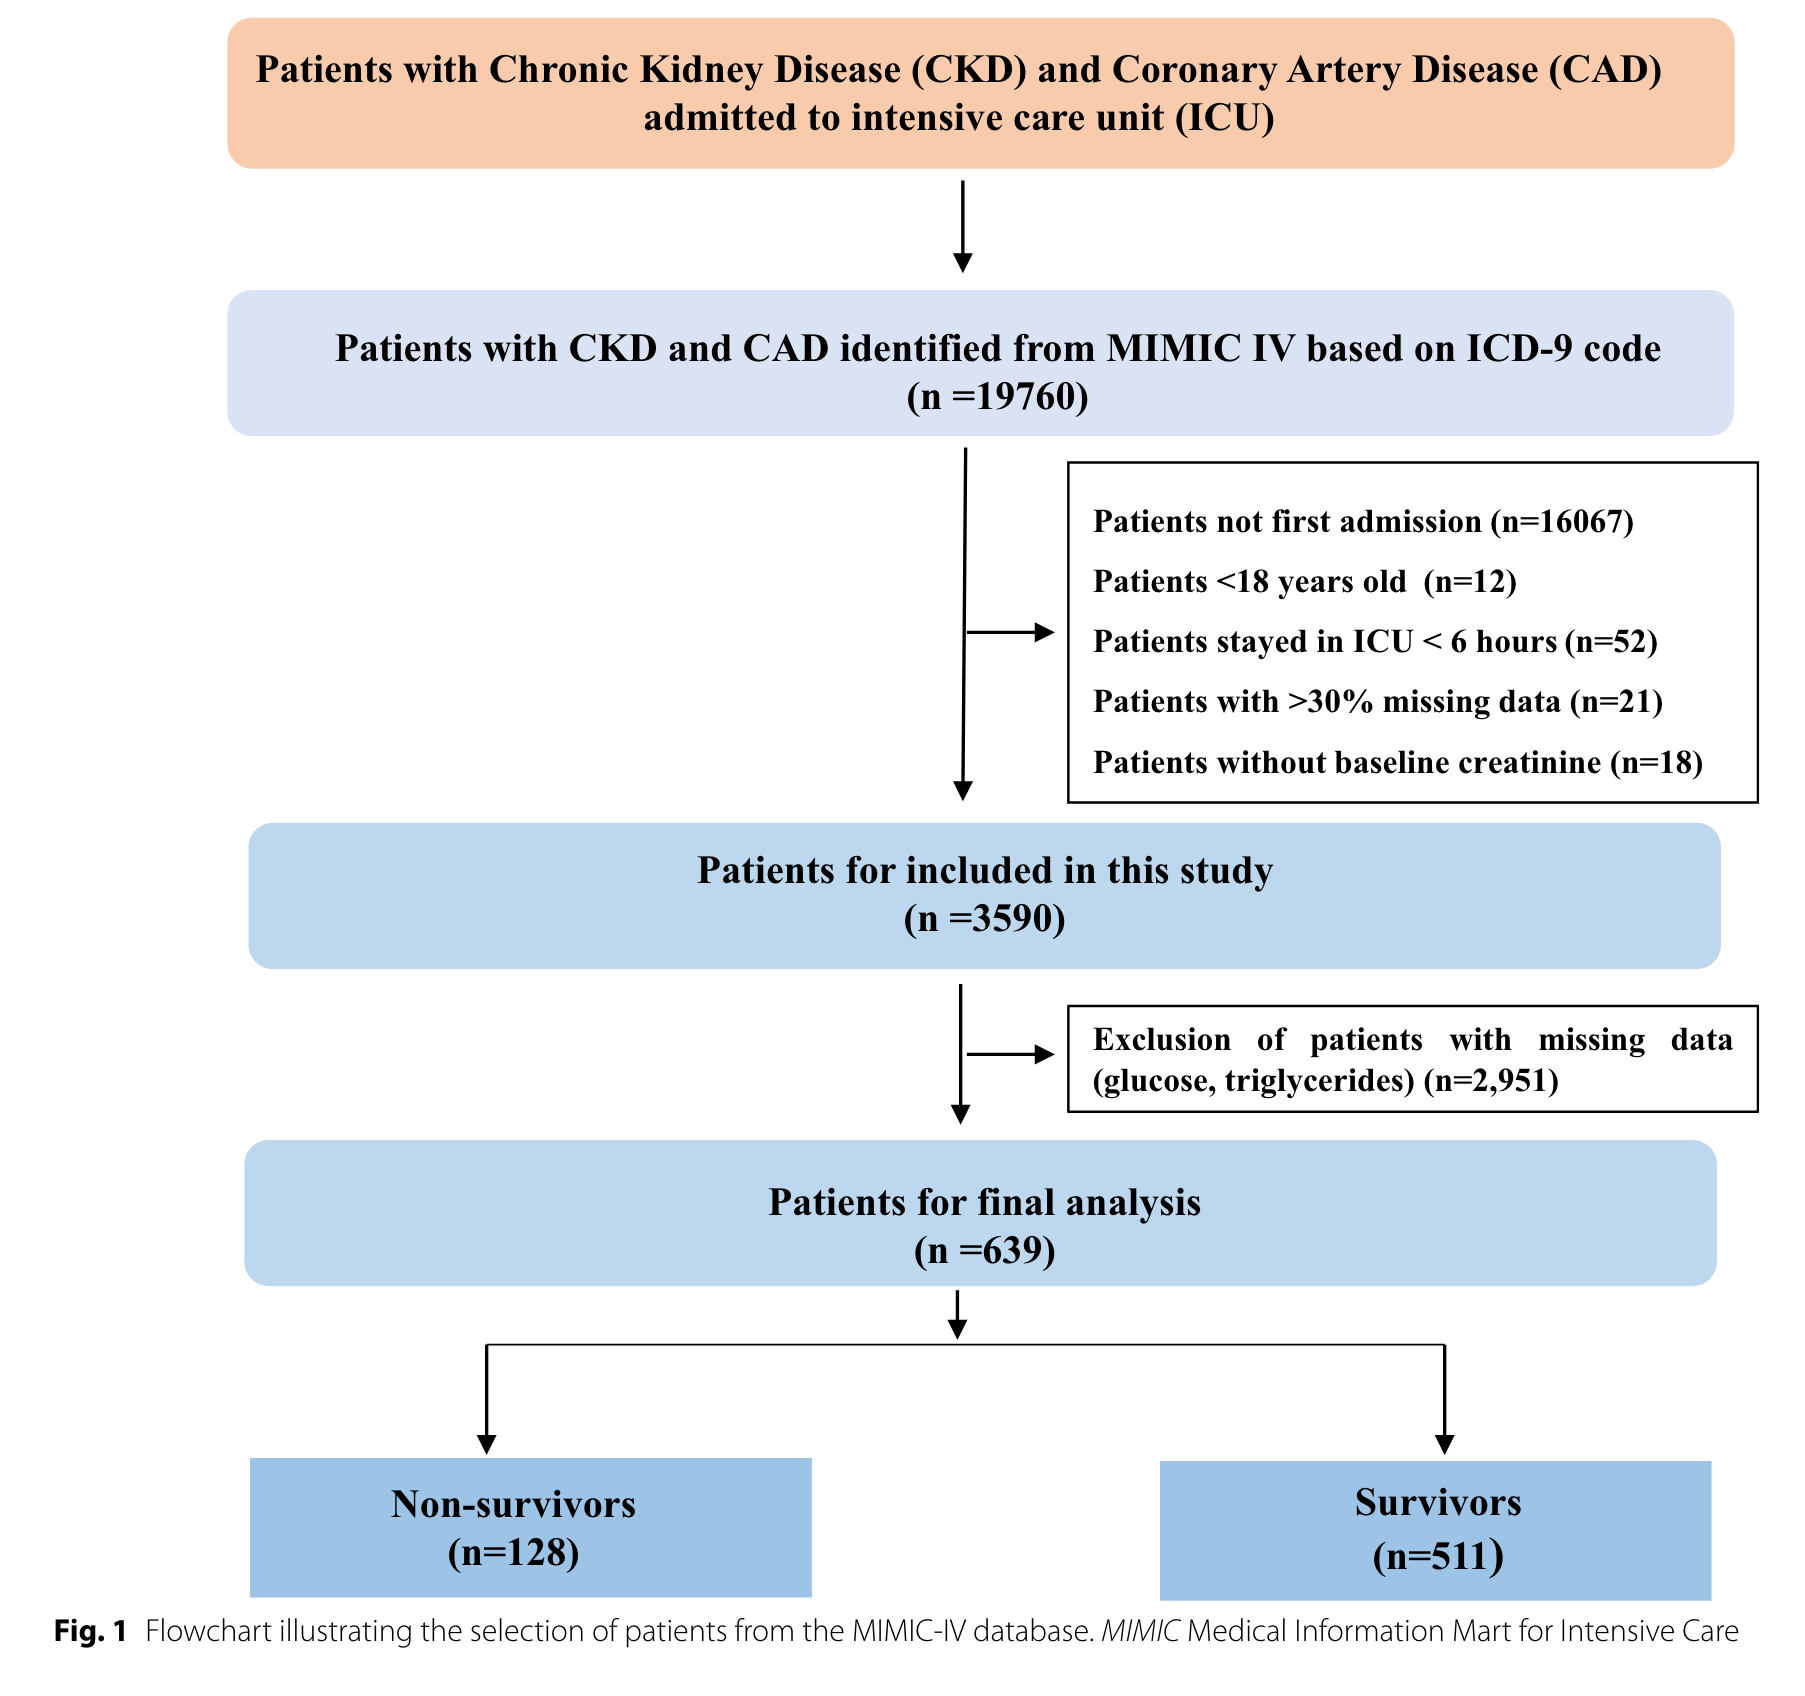 Patients with Chronic Kidney Disease (CKD) and Coronary Artery Disease (CAD)
admitted to intensive care unit (ICU)
Patients with CKD and CAD identified from MIMIC IV based on ICD-9 code
(n =19760)
Patients not first admission (n=16067)
Patients <18 years old  (n=12)
Patients stayed in ICU < 6 hours (n=52)
Patients with >30% missing data (n=21)
Patients without baseline creatinine (n=18)
Patients for included in this study
(n =3590)
Exclusion of patients with missing data
(glucose, triglycerides) (n=2,951)
Patients for final analysis
(n =639)
Non-survivors
(n=128)
Survivors
(n=511)
Fig. 1 Flowchart illustrating the selection of patients from the MIMIC-IV database. MIMIC Medical Information Mart for Intensive Care